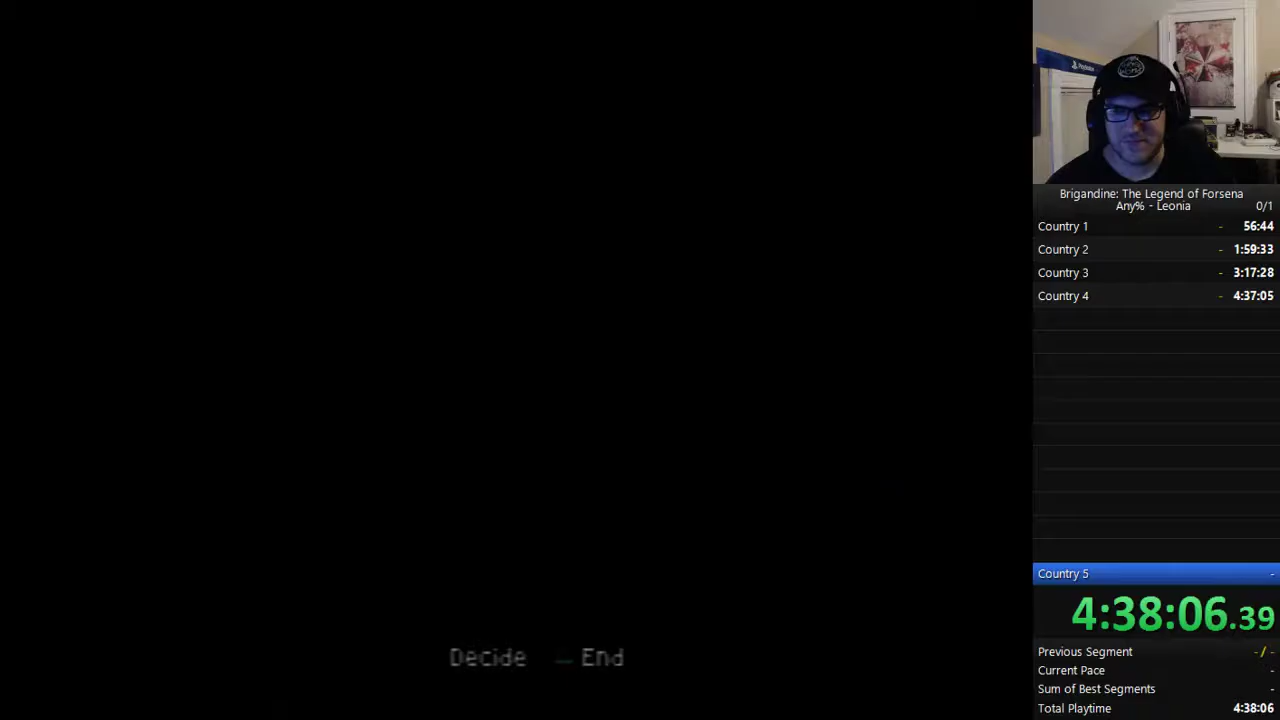 Decide
End
Brigandine: The Legend of Forsena
Any% - Leonia 0/1
Country 1 - 56:44
Country 2 - 1:59:33
Country 3 - 3:17:28
Country 4 - 4:37:05
Country 5 -
4:38:06.39
Previous Segment - / -
Current Pace -
Sum of Best Segments -
Total Playtime 4:38:06